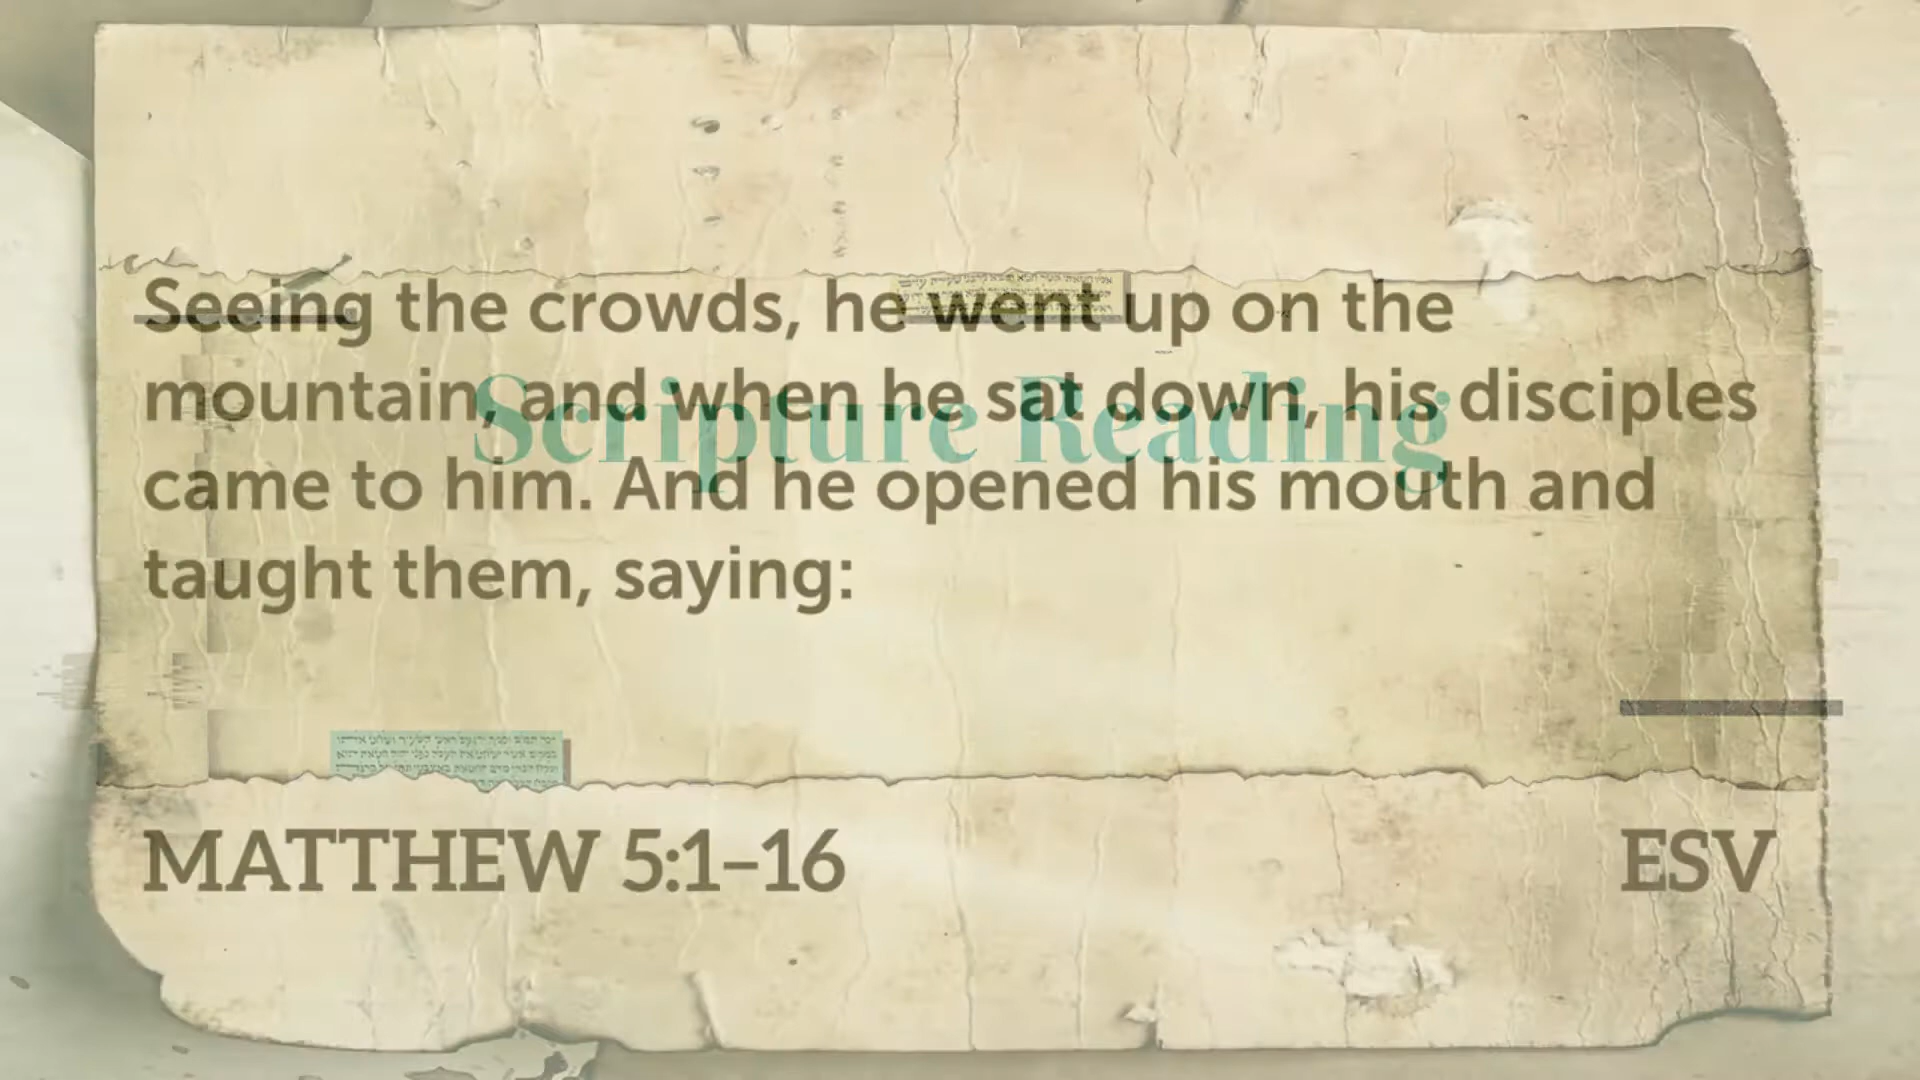 Seeing the crowds, he went up on the
mountain, and when he sat down, his disciples
Scripture Reading
came to him. And he opened his mouth and
taught them, saying:
MATTHEW 5:1–16
ESV